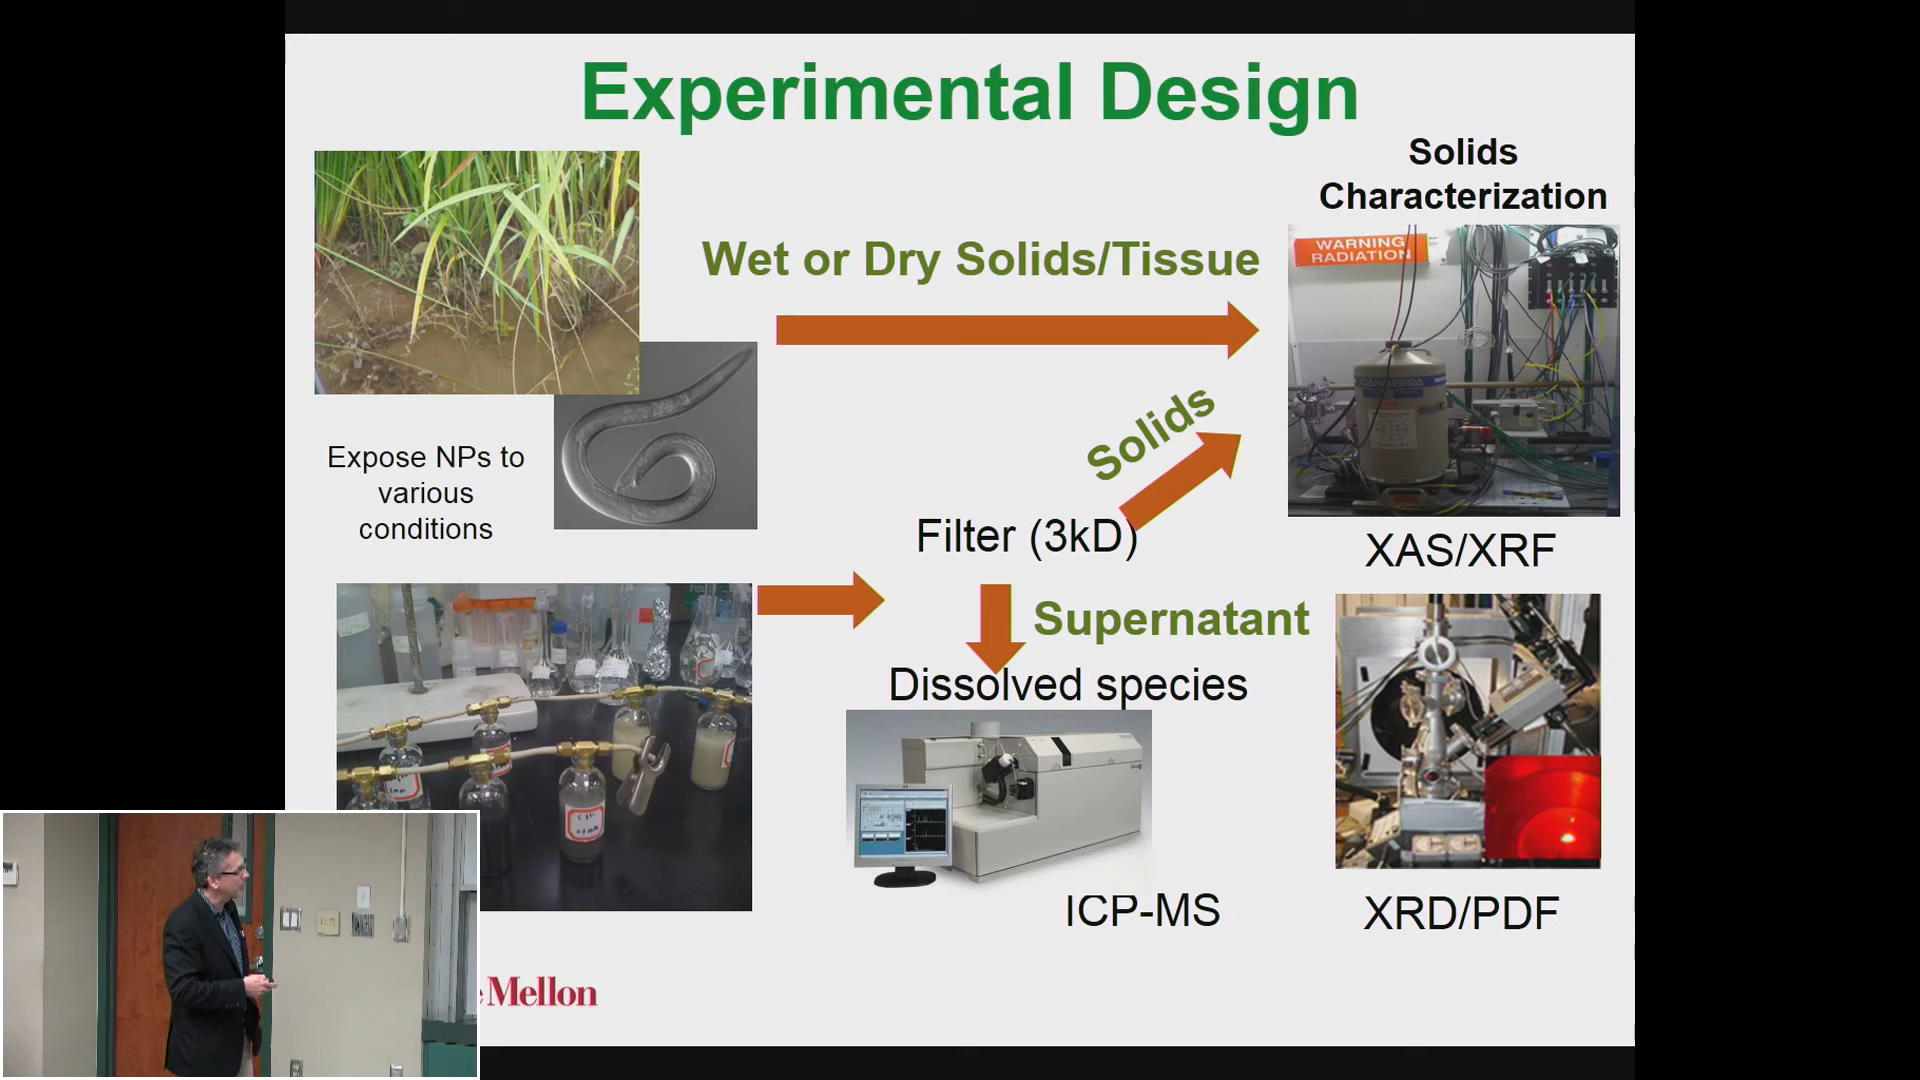 Experimental Design
Solids
Characterization
Wet or Dry Solids/Tissue
WARNING
RADIATION
CANBERRA
Solids
Expose NPs to
various
conditions
Filter (3kD)
XAS/XRF
Supernatant
Dissolved species
ICP-MS
XRD/PDF
Mellon